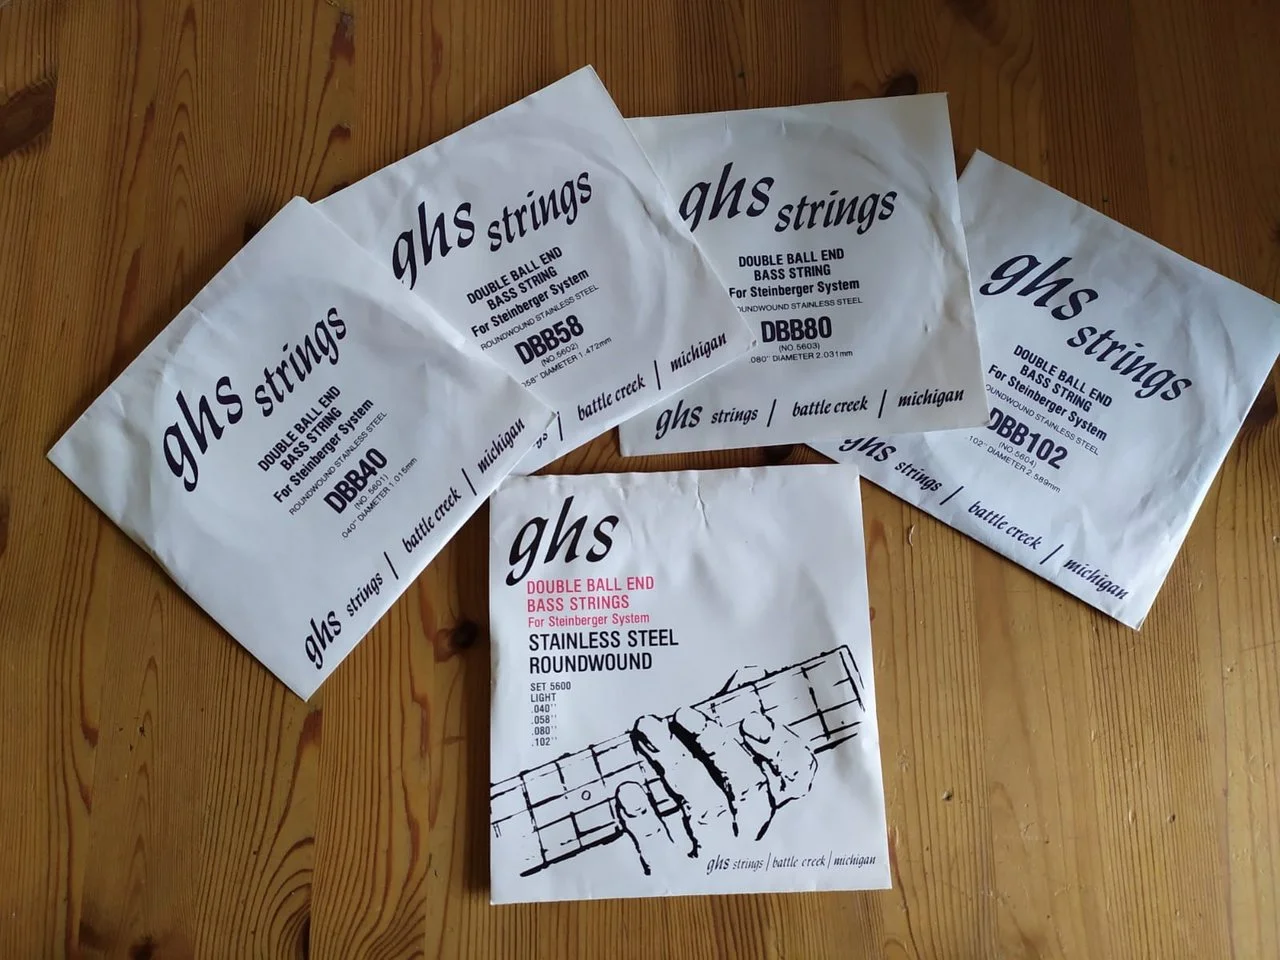 ghs strings
DOUBLE BALL END
BASS STRING
For Steinberger System
ROUNDWOUND STAINLESS STEEL
DBB40
(NO. 5601)
.040" DIAMETER 1.015mm
ghs strings | battle creek | michigan
ghs strings
DOUBLE BALL END
BASS STRING
For Steinberger System
ROUNDWOUND STAINLESS STEEL
DBB58
(NO. 5602)
58" DIAMETER 1.472mm
battle creek | michigan
ghs strings
DOUBLE BALL END
BASS STRING
For Steinberger System
ROUNDWOUND STAINLESS STEEL
DBB80
(NO. 5603)
.080" DIAMETER 2.031mm
ghs strings | battle creek | michigan
ghs strings
DOUBLE BALL END
BASS STRING
For Steinberger System
ROUNDWOUND STAINLESS STEEL
DBB102
(NO. 5604)
.102" DIAMETER 2.589mm
ghs strings | battle creek | michigan
ghs
DOUBLE BALL END
BASS STRINGS
For Steinberger System
STAINLESS STEEL
ROUNDWOUND
SET 5600
LIGHT
.040''
.058''
.080''
.102''
ghs strings | battle creek | michigan